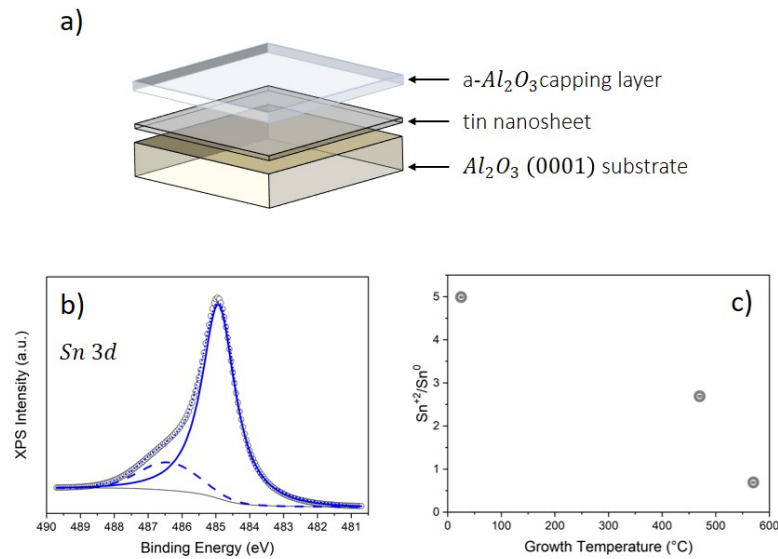 a)
a-Al₂O₃ capping layer
tin nanosheet
Al₂O₃ (0001) substrate
b)
Sn 3d
XPS Intensity (a.u.)
490 489 488 487 486 485 484 483 482 481
Binding Energy (eV)
c)
Sn⁺²/Sn⁰
5
4
3
2
1
0
0 100 200 300 400 500 600
Growth Temperature (°C)